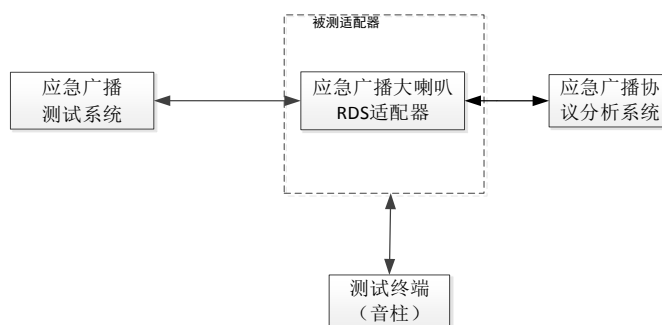 被测适配器
应急广播
测试系统
应急广播大喇叭
RDS适配器
应急广播协
议分析系统
测试终端
（音柱）